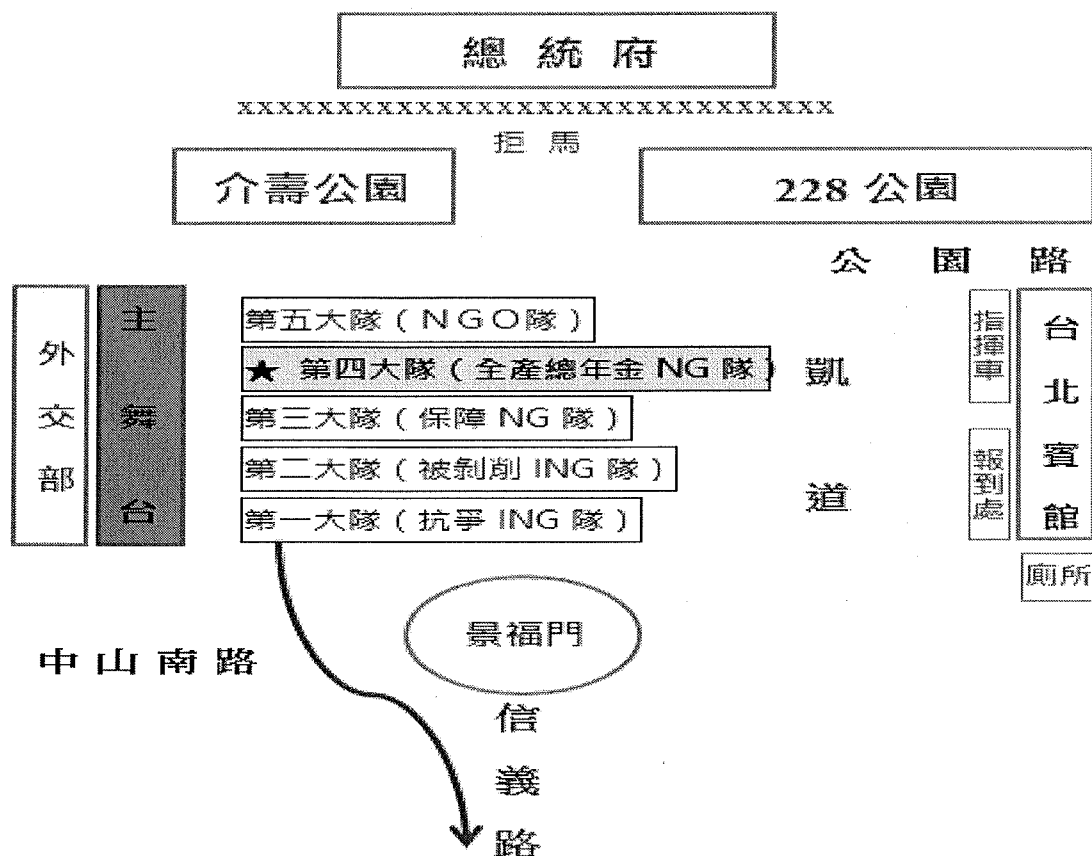 總統府
xxxxxxxxxxxxxxxxxxxxxxxxxxxxxx
拒馬
介壽公園
228 公園
公園路
外交部
主舞台
第五大隊（NGO隊）
★ 第四大隊（全產總年金 NG 隊）
第三大隊（保障 NG 隊）
第二大隊（被剝削 ING 隊）
第一大隊（抗爭 ING 隊）
凱道
指揮車
報到處
台北賓館
廁所
景福門
中山南路
信義路